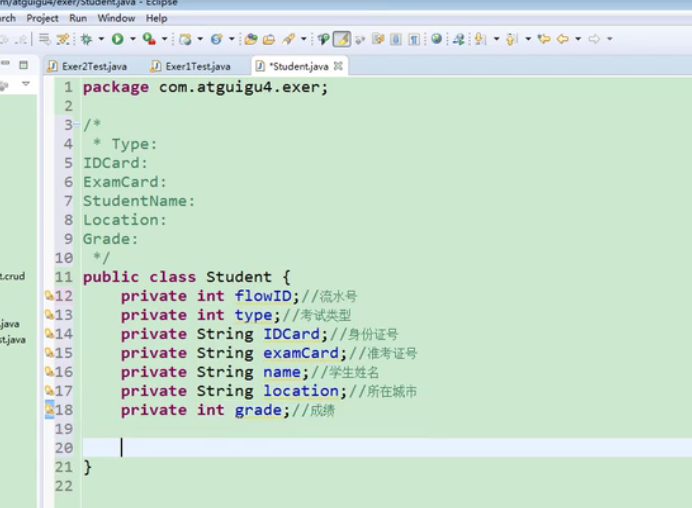 m/atguigu4/exer/Student.java - Eclipse
rch Project Run Window Help
Exer2Test.java Exer1Test.java *Student.java
1 package com.atguigu4.exer;
2
3 /*
4 * Type:
5 IDCard:
6 ExamCard:
7 StudentName:
8 Location:
9 Grade:
10 */
11 public class Student {
12 private int flowID;//流水号
13 private int type;//考试类型
14 private String IDCard;//身份证号
15 private String examCard;//准考证号
16 private String name;//学生姓名
17 private String location;//所在城市
18 private int grade;//成绩
19
20
21 }
22
t.crud
.java
st.java